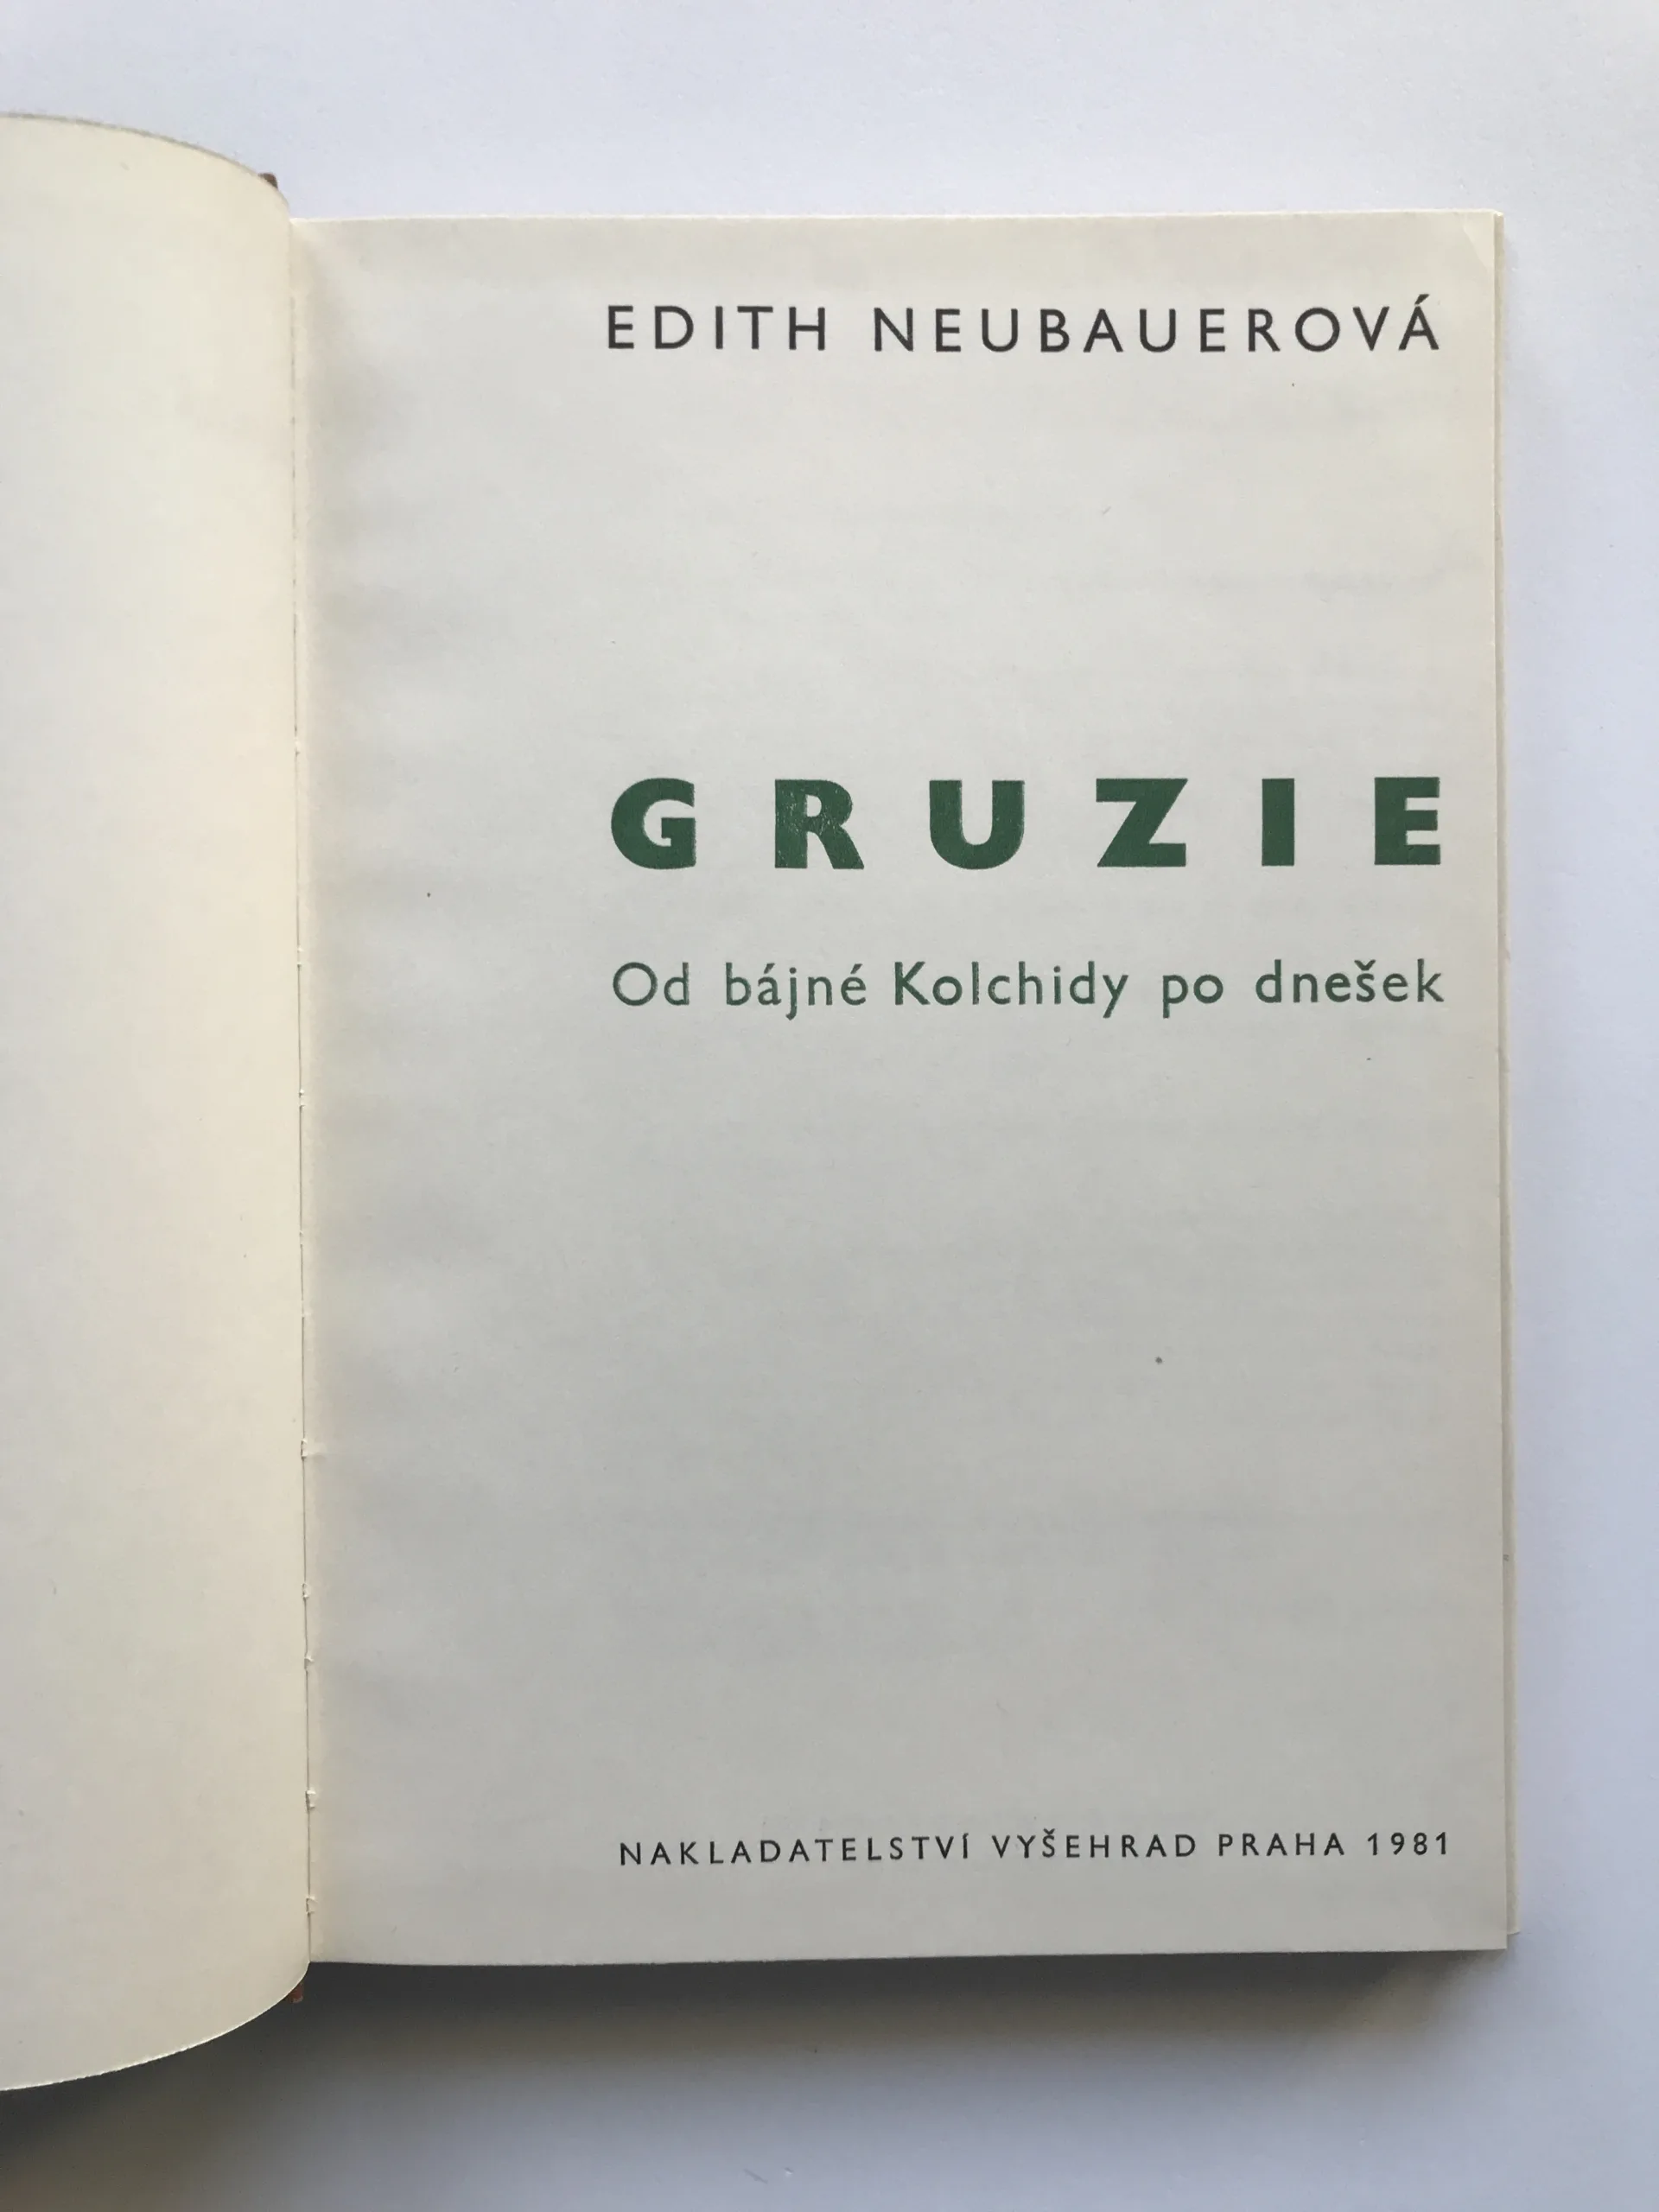 EDITH NEUBAUEROVÁ
GRUZIE
Od bájné Kolchidy po dnešek
NAKLADATELSTVÍ VYŠEHRAD PRAHA 1981